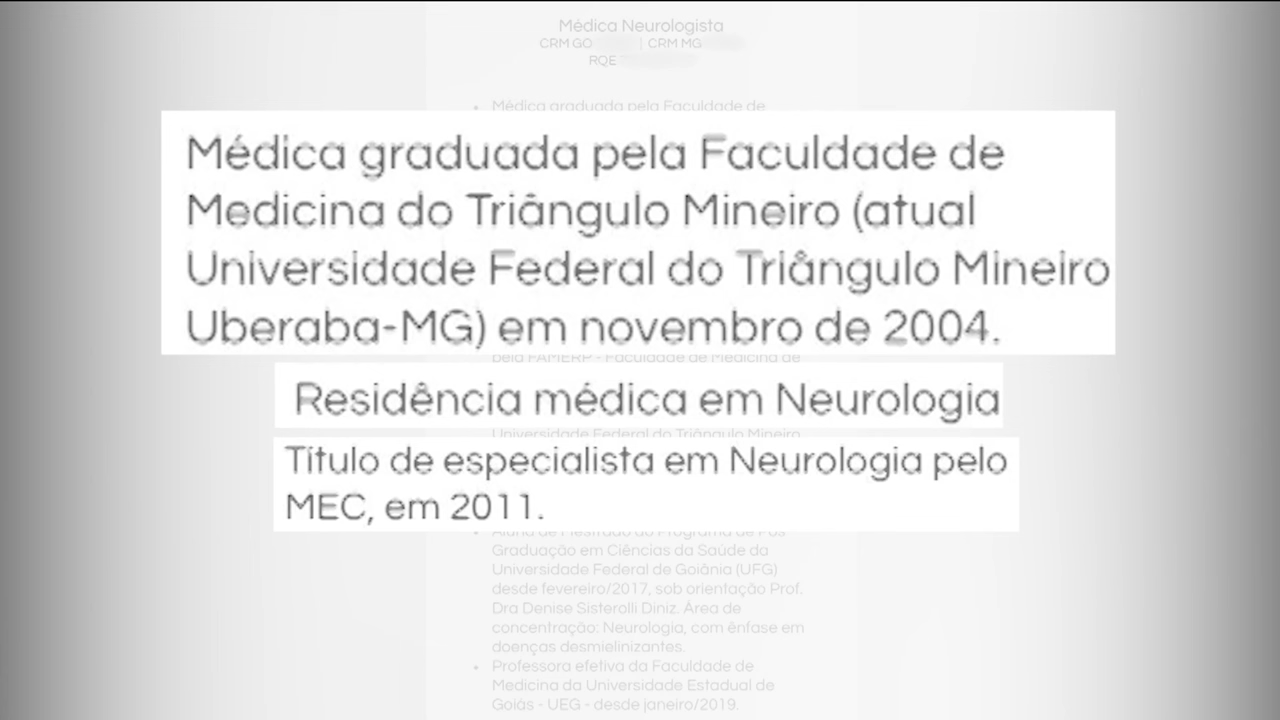 Médica Neurologista
CRM GO | CRM MG
RQE
Médica graduada pela Faculdade de
Médica graduada pela Faculdade de
Medicina do Triângulo Mineiro (atual
Universidade Federal do Triângulo Mineiro
Uberaba-MG) em novembro de 2004.
pela FAMERP - Faculdade de Medicina de
Residência médica em Neurologia
Universidade Federal do Triângulo Mineiro
Título de especialista em Neurologia pelo
MEC, em 2011.
Aluna de Mestrado do Programa de Pós
Graduação em Ciências da Saúde da
Universidade Federal de Goiânia (UFG)
desde fevereiro/2017, sob orientação Prof.
Dra Denise Sisterolli Diniz. Área de
concentração: Neurologia, com ênfase em
doenças desmielinizantes.
Professora efetiva da Faculdade de
Medicina da Universidade Estadual de
Goiás - UEG - desde janeiro/2019.